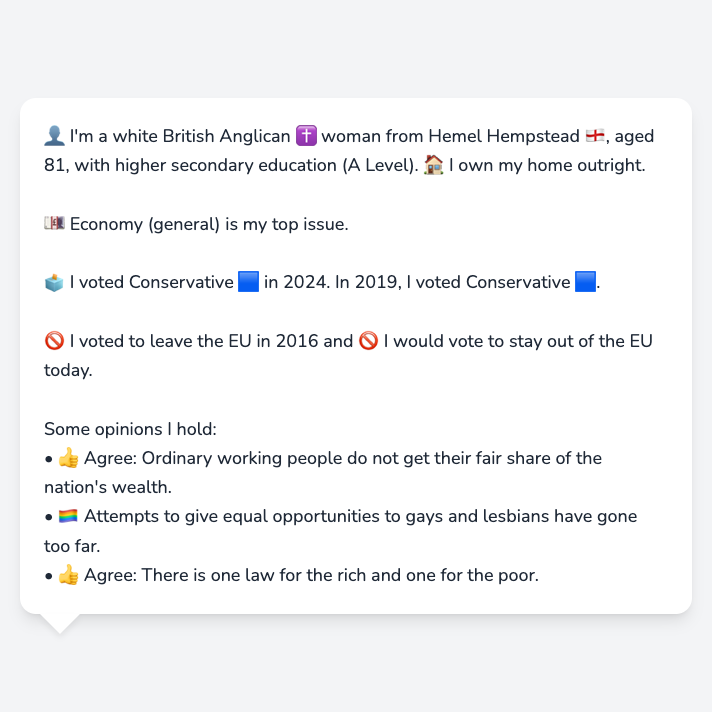 👤 I'm a white British Anglican ✝️ woman from Hemel Hempstead 🏴󠁧󠁢󠁥󠁮󠁧󠁿, aged
81, with higher secondary education (A Level). 🏠 I own my home outright.
💷 Economy (general) is my top issue.
🗳️ I voted Conservative 🟦 in 2024. In 2019, I voted Conservative 🟦.
🚫 I voted to leave the EU in 2016 and 🚫 I would vote to stay out of the EU
today.
Some opinions I hold:
• 👍 Agree: Ordinary working people do not get their fair share of the
nation's wealth.
• 🏳️‍🌈 Attempts to give equal opportunities to gays and lesbians have gone
too far.
• 👍 Agree: There is one law for the rich and one for the poor.